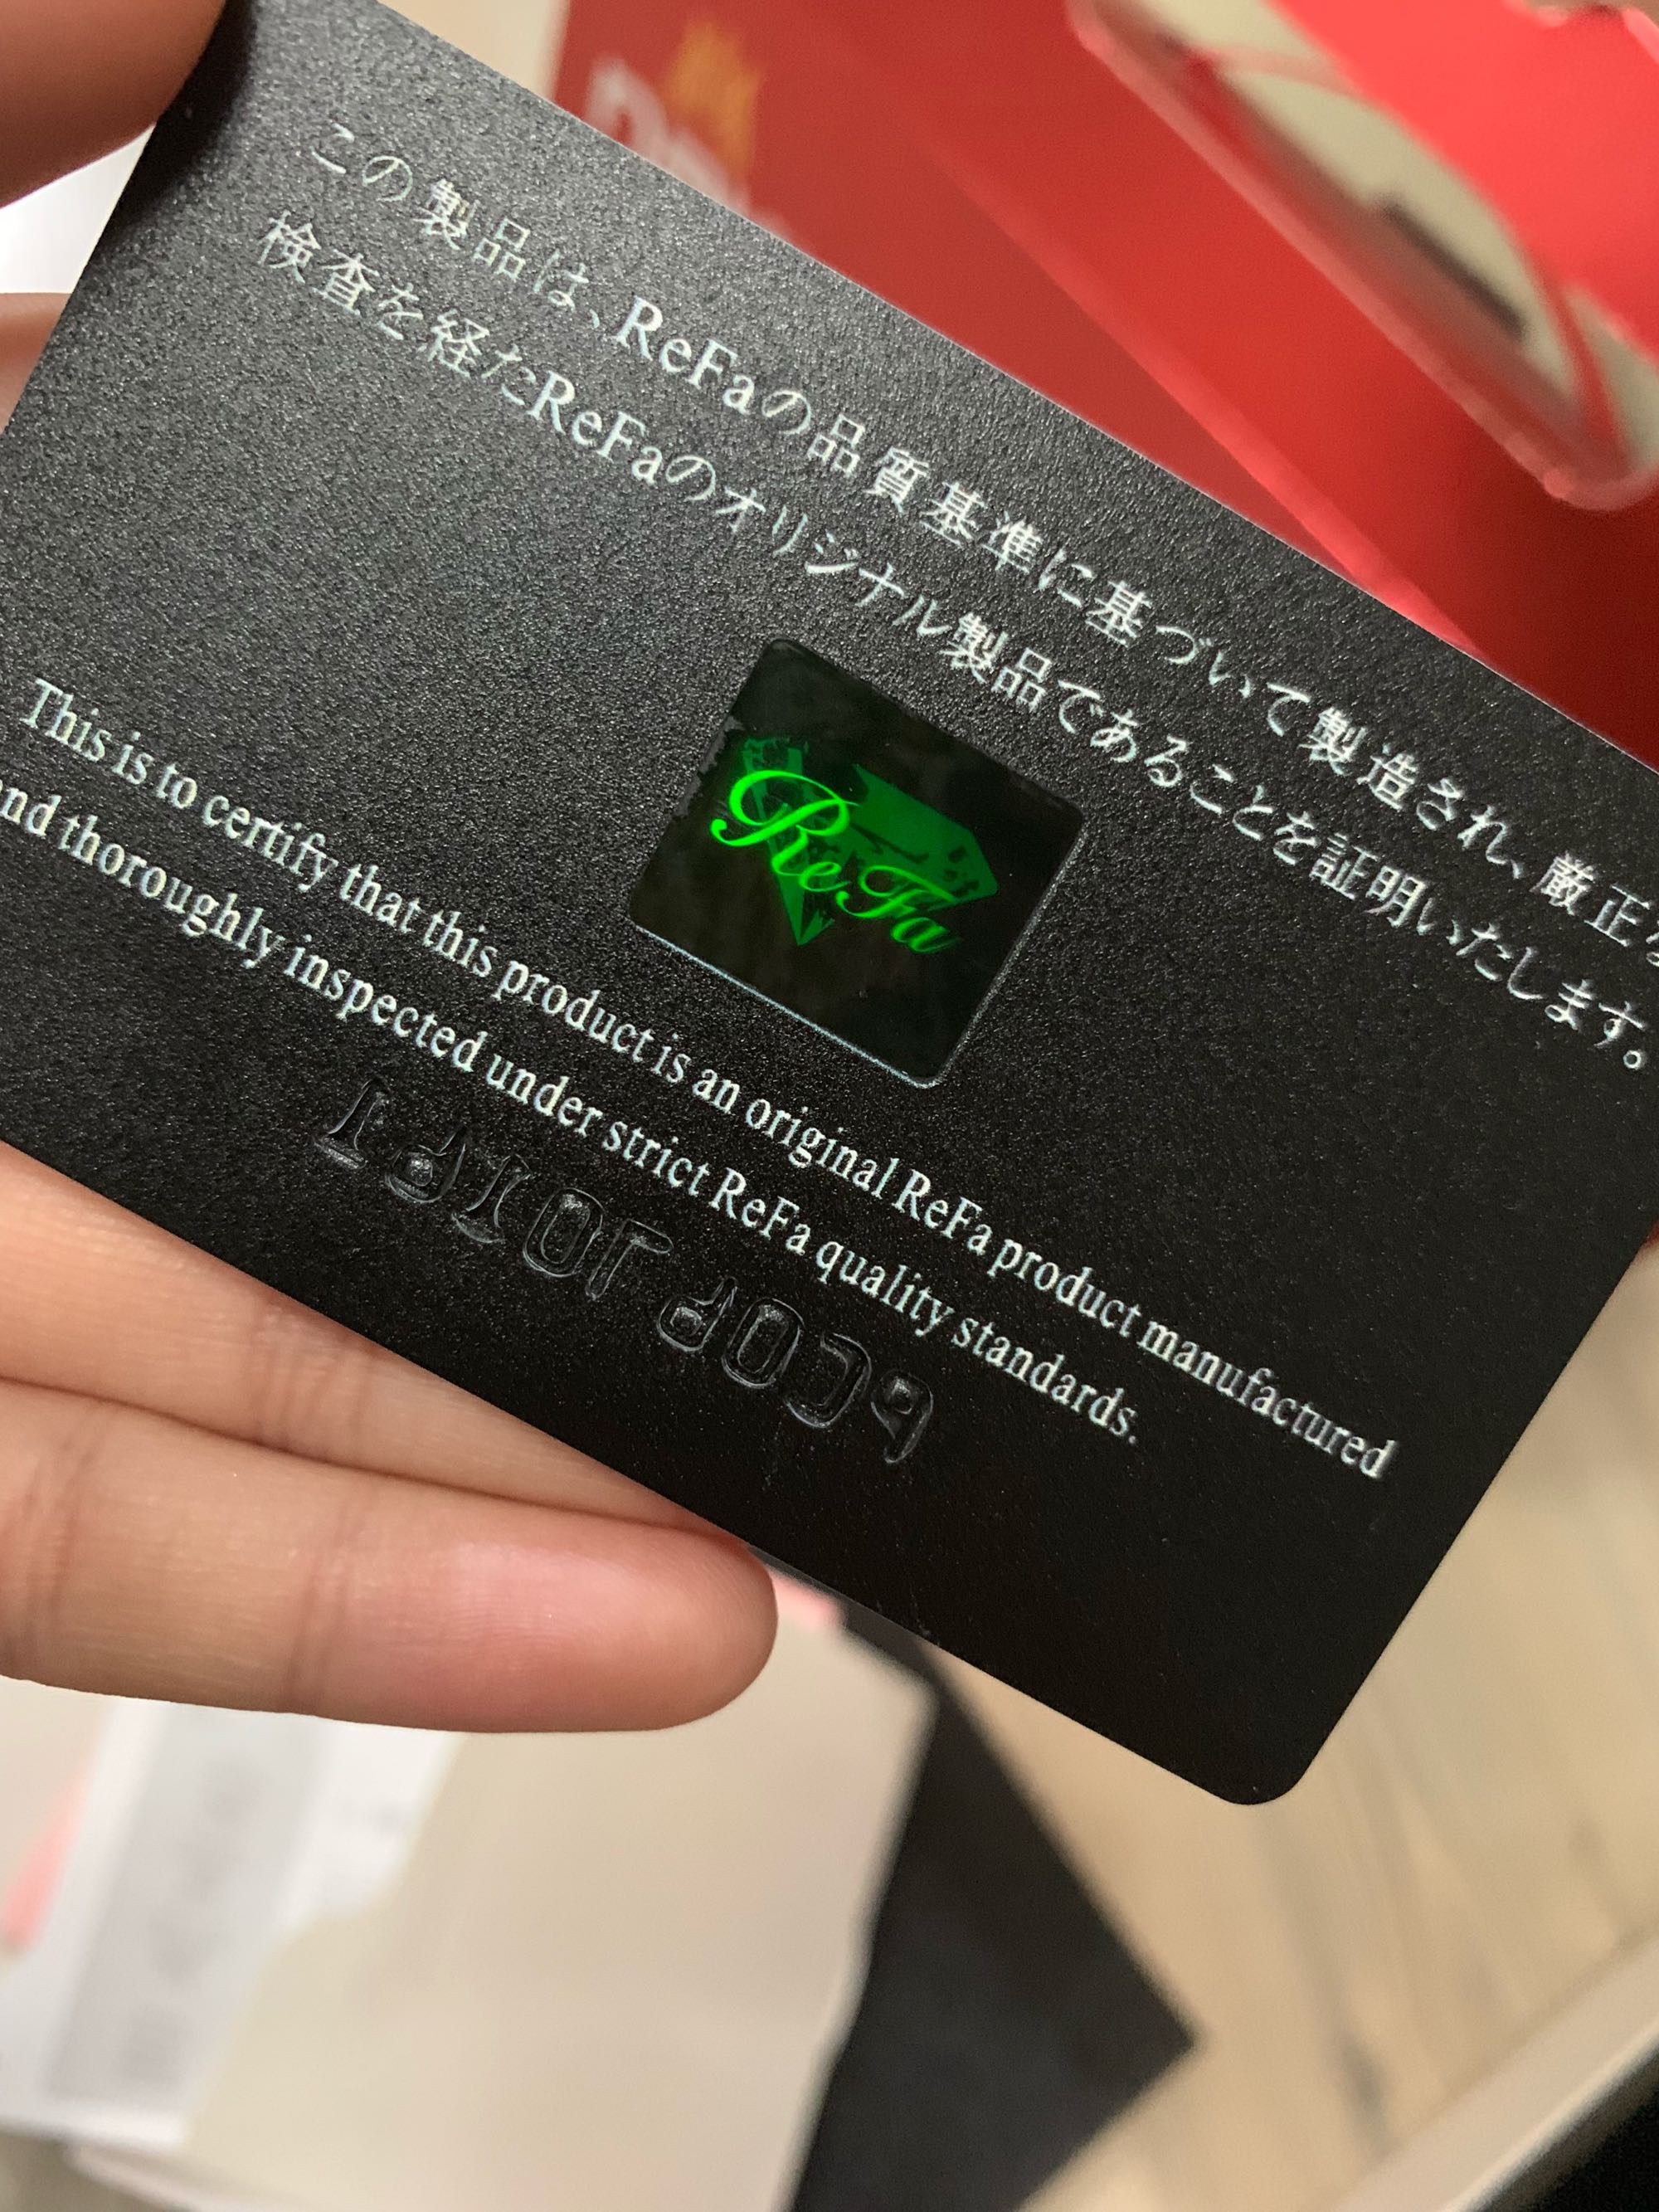 この製品は、ReFaの品質基準に基づいて製造され、厳正な
検査を経たReFaのオリジナル製品であることを証明いたします。
ReFa
This is to certify that this product is an original ReFa product manufactured
and thoroughly inspected under strict ReFa quality standards.